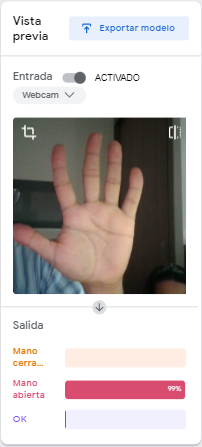 Vista
previa
Exportar modelo
Entrada
ACTIVADO
Webcam
Salida
Mano
cerra...
Mano
abierta
99%
OK